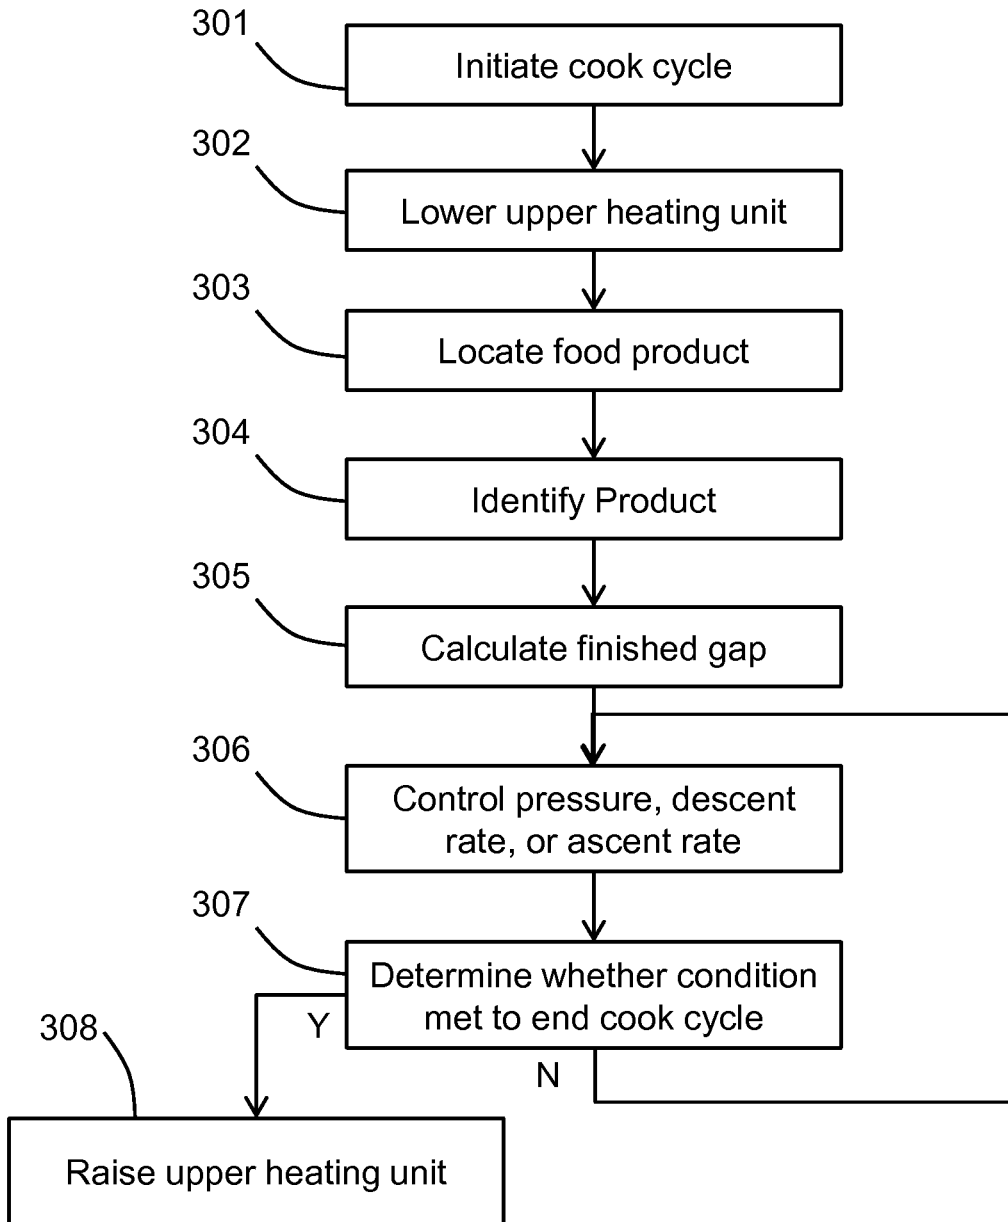 301
Initiate cook cycle
302
Lower upper heating unit
303
Locate food product
304
Identify Product
305
Calculate finished gap
306
Control pressure, descent
rate, or ascent rate
307
Determine whether condition
met to end cook cycle
Y
N
308
Raise upper heating unit